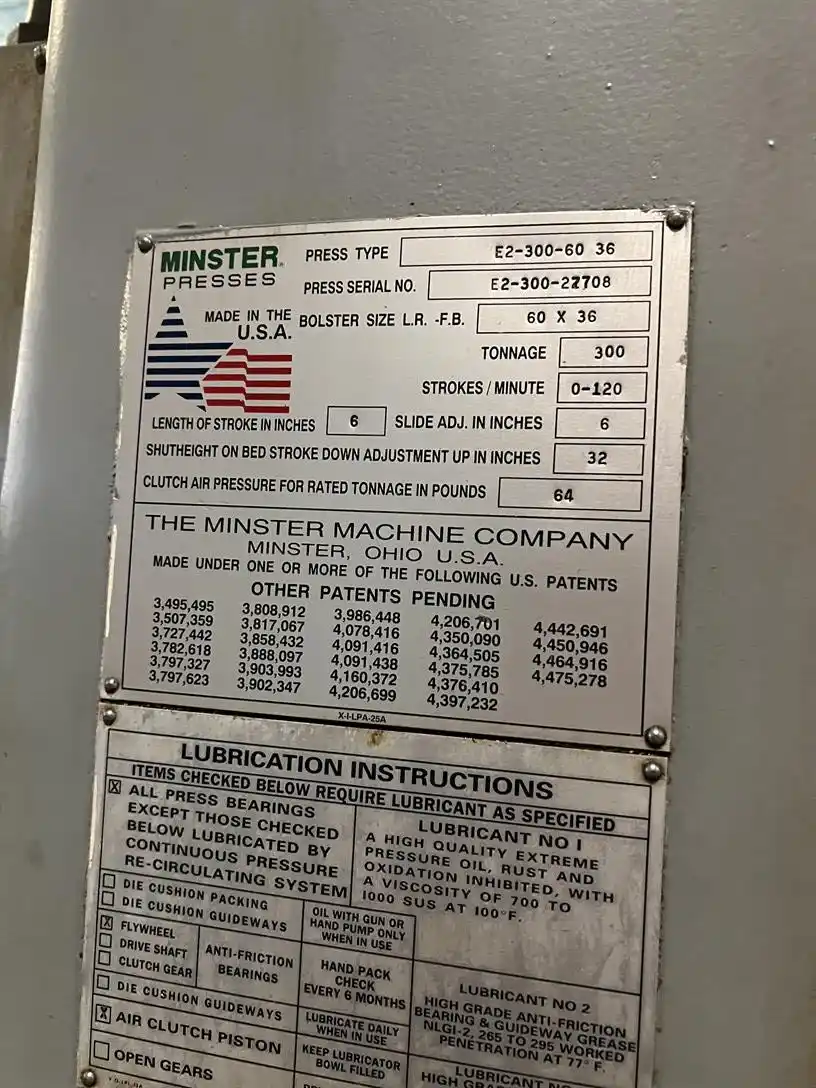 MINSTER®
PRESSES
MADE IN THE
U.S.A.
PRESS TYPE E2-300-60 36
PRESS SERIAL NO. E2-300-27708
BOLSTER SIZE L.R. -F.B. 60 X 36
TONNAGE 300
STROKES / MINUTE 0-120
LENGTH OF STROKE IN INCHES 6 SLIDE ADJ. IN INCHES 6
SHUTHEIGHT ON BED STROKE DOWN ADJUSTMENT UP IN INCHES 32
CLUTCH AIR PRESSURE FOR RATED TONNAGE IN POUNDS 64
THE MINSTER MACHINE COMPANY
MINSTER, OHIO U.S.A.
MADE UNDER ONE OR MORE OF THE FOLLOWING U.S. PATENTS
OTHER PATENTS PENDING
3,495,495 3,808,912 3,986,448 4,206,701 4,442,691
3,507,359 3,817,067 4,078,416 4,350,090 4,450,946
3,727,442 3,858,432 4,091,416 4,364,505 4,464,916
3,782,618 3,888,097 4,091,438 4,375,785 4,475,278
3,797,327 3,903,993 4,160,372 4,376,410
3,797,623 3,902,347 4,206,699 4,397,232
X-I-LPA-25A
LUBRICATION INSTRUCTIONS
ITEMS CHECKED BELOW REQUIRE LUBRICANT AS SPECIFIED
X ALL PRESS BEARINGS
EXCEPT THOSE CHECKED
BELOW LUBRICATED BY
CONTINUOUS PRESSURE
RE-CIRCULATING SYSTEM
LUBRICANT NO I
A HIGH QUALITY EXTREME
PRESSURE OIL, RUST AND
OXIDATION INHIBITED, WITH
A VISCOSITY OF 700 TO
1000 SUS AT 100°F.
DIE CUSHION PACKING
DIE CUSHION GUIDEWAYS
OIL WITH GUN OR
HAND PUMP ONLY
WHEN IN USE
X FLYWHEEL
DRIVE SHAFT
CLUTCH GEAR
ANTI-FRICTION
BEARINGS
HAND PACK
CHECK
EVERY 6 MONTHS
LUBRICANT NO 2
HIGH GRADE ANTI-FRICTION
BEARING & GUIDEWAY GREASE
NLGI-2, 265 TO 295 WORKED
PENETRATION AT 77° F.
DIE CUSHION GUIDEWAYS
X AIR CLUTCH PISTON
LUBRICATE DAILY
WHEN IN USE
OPEN GEARS
KEEP LUBRICATOR
BOWL FILLED
LUBRICANT